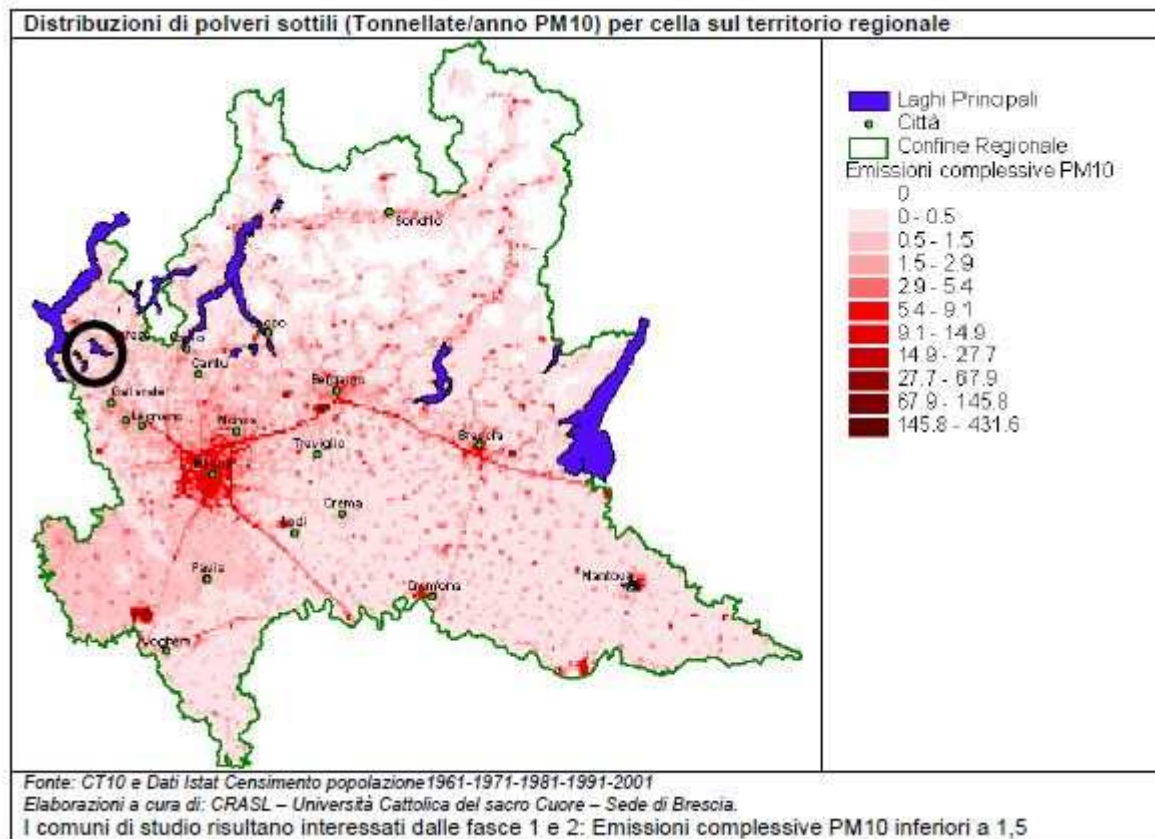 Distribuzioni di polveri sottili (Tonnellate/anno PM10) per cella sul territorio regionale
Laghi Principali
Città
Confine Regionale
Emissioni complessive PM10
0
0 - 0.5
0.5 - 1.5
1.5 - 2.9
2.9 - 5.4
5.4 - 9.1
9.1 - 14.9
14.9 - 27.7
27.7 - 67.9
67.9 - 145.8
145.8 - 431.6
Sondrio
Cantu
Bergamo
Gallarate
Legnano
Monza
Treviglio
Brescia
Crema
Lodi
Pavia
Cremona
Mantova
Voghera
Fonte: CT10 e Dati Istat Censimento popolazione1961-1971-1981-1991-2001
Elaborazioni a cura di: CRASL – Università Cattolica del sacro Cuore – Sede di Brescia.
I comuni di studio risultano interessati dalle fasce 1 e 2: Emissioni complessive PM10 inferiori a 1,5